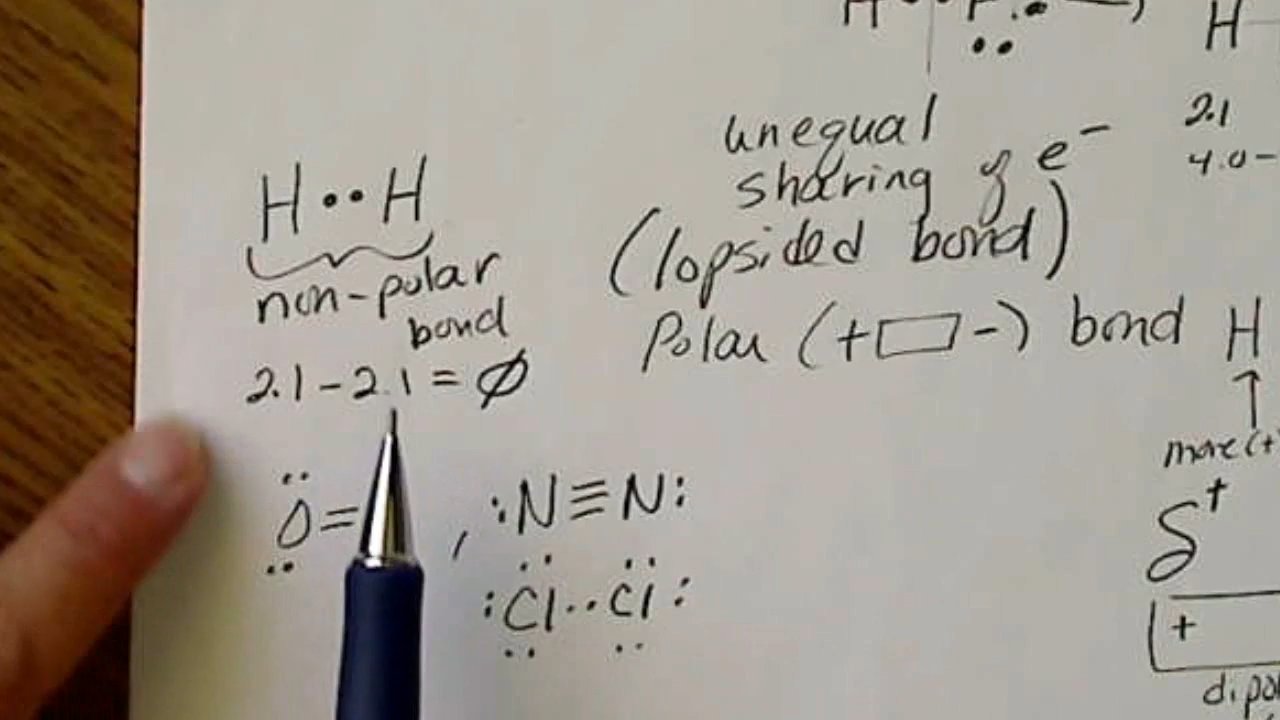 H
2.1
4.0-
unequal
sharing of e⁻
(lopsided bond)
Polar (+▭-) bond H
H··H
non-polar
bond
2.1-2.1=∅
O=
, :N≡N:
:Cl··Cl:
↑
more (+)
δ⁺
+